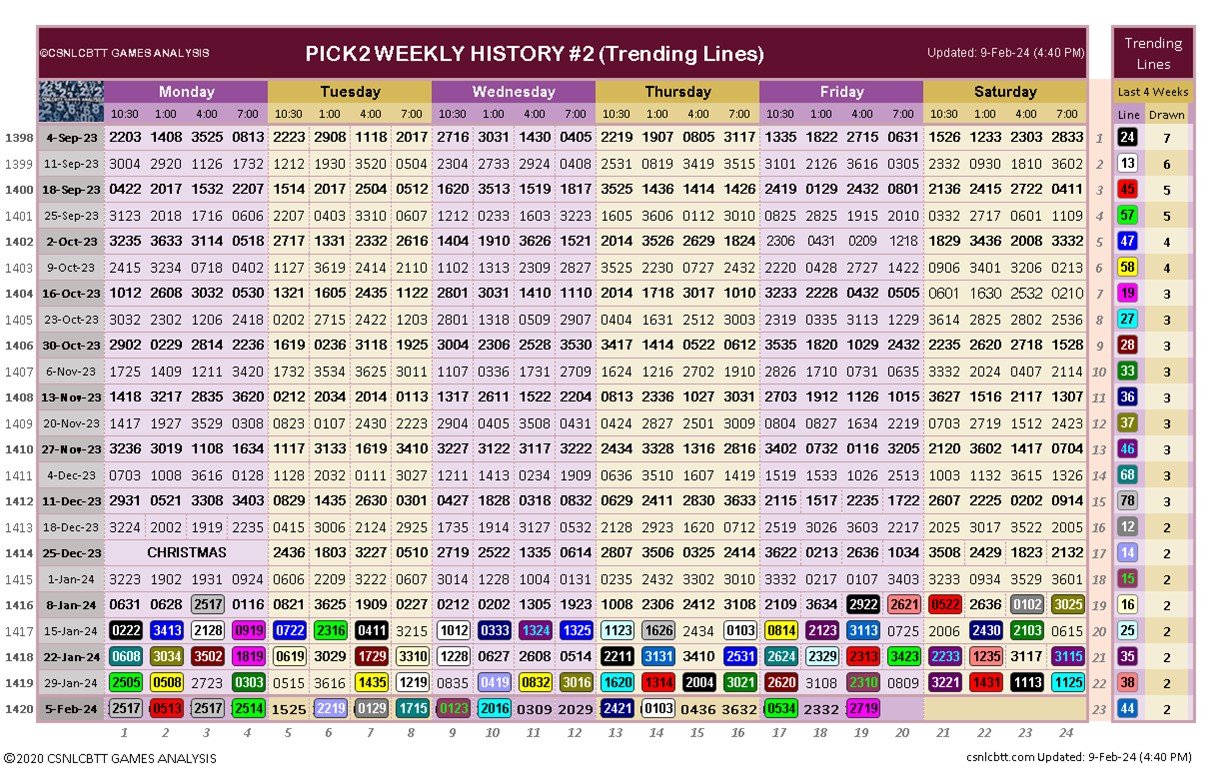 ©CSNLCBTT GAMES ANALYSIS PICK2 WEEKLY HISTORY #2 (Trending Lines) Updated: 9-Feb-24 (4:40 PM) Trending Lines
Monday Tuesday Wednesday Thursday Friday Saturday Last 4 Weeks
10:30 1:00 4:00 7:00 10:30 1:00 4:00 7:00 10:30 1:00 4:00 7:00 10:30 1:00 4:00 7:00 10:30 1:00 4:00 7:00 10:30 1:00 4:00 7:00 Line Drawn
1398 4-Sep-23 2203 1408 3525 0813 2223 2908 1118 2017 2716 3031 1430 0405 2219 1907 0805 3117 1335 1822 2715 0631 1526 1233 2303 2833 1 24 7
1399 11-Sep-23 3004 2920 1126 1732 1212 1930 3520 0504 2304 2733 2924 0408 2531 0819 3419 3515 3101 2126 3616 0305 2332 0930 1810 3602 2 13 6
1400 18-Sep-23 0422 2017 1532 2207 1514 2017 2504 0512 1620 3513 1519 1817 3525 1436 1414 1426 2419 0129 2432 0801 2136 2415 2722 0411 3 45 5
1401 25-Sep-23 3123 2018 1716 0606 2207 0403 3310 0607 1212 0233 1603 3223 1605 3606 0112 3010 0825 2825 1915 2010 0332 2717 0601 1109 4 57 5
1402 2-Oct-23 3235 3633 3114 0518 2717 1331 2332 2616 1404 1910 3626 1521 2014 3526 2629 1824 2306 0431 0209 1218 1829 3436 2008 3332 5 47 4
1403 9-Oct-23 2415 3234 0718 0402 1127 3619 2414 2110 1102 1313 2309 2827 3525 2230 0727 2432 2220 0428 2727 1422 0906 3401 3206 0213 6 58 4
1404 16-Oct-23 1012 2608 3032 0530 1321 1605 2435 1122 2801 3031 1410 1110 2014 1718 3017 1010 3233 2228 0432 0505 0601 1630 2532 0210 7 19 3
1405 23-Oct-23 3032 2302 1206 2418 0202 2715 2422 1203 2801 1318 0509 2907 0404 1631 2512 3003 2319 0335 3113 1229 3614 2825 2802 2536 8 27 3
1406 30-Oct-23 2902 0229 2814 2236 1619 0236 3118 1925 3004 2306 2528 3530 3417 1414 0522 0612 3535 1820 1029 2432 2235 2620 2718 1528 9 28 3
1407 6-Nov-23 1725 1409 1211 3420 1732 3534 3625 3011 1107 0336 1731 2709 1624 1216 2702 1910 2826 1710 0731 0635 3332 2024 0407 2114 10 33 3
1408 13-Nov-23 1418 3217 2835 3620 0212 2034 2014 0113 1317 2611 1522 2204 0813 2336 1027 3031 2703 1912 1126 1015 3627 1516 2117 1307 11 36 3
1409 20-Nov-23 1417 1927 3529 0308 0823 0107 2430 2223 2904 0405 3508 0431 0424 2827 2501 3009 0804 0827 1634 2219 0703 2719 1512 2423 12 37 3
1410 27-Nov-23 3236 3019 1108 1634 1117 3133 1619 3410 3227 3122 3117 3222 2434 3328 1316 2816 3402 0732 0116 3205 2120 3602 1417 0704 13 46 3
1411 4-Dec-23 0703 1008 3616 0128 1128 2032 0111 3027 1211 1413 0234 1909 0636 3510 1607 1419 1519 1533 1026 2513 1003 1132 3615 1326 14 68 3
1412 11-Dec-23 2931 0521 3308 3403 0829 1435 2630 0301 0427 1828 0318 0832 0629 2411 2830 3633 2115 1517 2235 1722 2607 2225 0202 0914 15 78 3
1413 18-Dec-23 3224 2002 1919 2235 0415 3006 2124 2925 1735 1914 3127 0532 2128 2923 1620 0712 2519 3026 3603 2217 2025 3017 3522 2005 16 12 2
1414 25-Dec-23 CHRISTMAS 2436 1803 3227 0510 2719 2522 1335 0614 2807 3506 0325 2414 3622 0213 2636 1034 3508 2429 1823 2132 17 14 2
1415 1-Jan-24 3223 1902 1931 0924 0606 2209 3222 0607 3014 1228 1004 0131 0235 2432 3302 3010 3332 0217 0107 3403 3233 0934 3529 3601 18 15 2
1416 8-Jan-24 0631 0628 2517 0116 0821 3625 1909 0227 0212 0202 1305 1923 1008 2306 2412 3108 2109 3634 2922 2621 0522 2636 0102 3025 19 16 2
1417 15-Jan-24 0222 3413 2128 0919 0722 2316 0411 3215 1012 0333 1324 1325 1123 1626 2434 0103 0814 2123 3113 0725 2006 2430 2103 0615 20 25 2
1418 22-Jan-24 0608 3034 3502 1819 0619 3029 1729 3310 1228 0627 2608 0514 2211 3131 3410 2531 2624 2329 2313 3423 2233 1235 3117 3115 21 35 2
1419 29-Jan-24 2505 0508 2723 0303 0515 3616 1435 1219 0835 0419 0832 3016 1620 1314 2004 3021 2620 3108 2310 0809 3221 1431 1113 1125 22 38 2
1420 5-Feb-24 2517 0513 2517 2514 1525 2219 0129 1715 0123 2016 0309 2029 2421 0103 0436 3632 0534 2332 2719 23 44 2
1 2 3 4 5 6 7 8 9 10 11 12 13 14 15 16 17 18 19 20 21 22 23 24
©2020 CSNLCBTT GAMES ANALYSIS csnlcbtt.com Updated: 9-Feb-24 (4:40 PM)